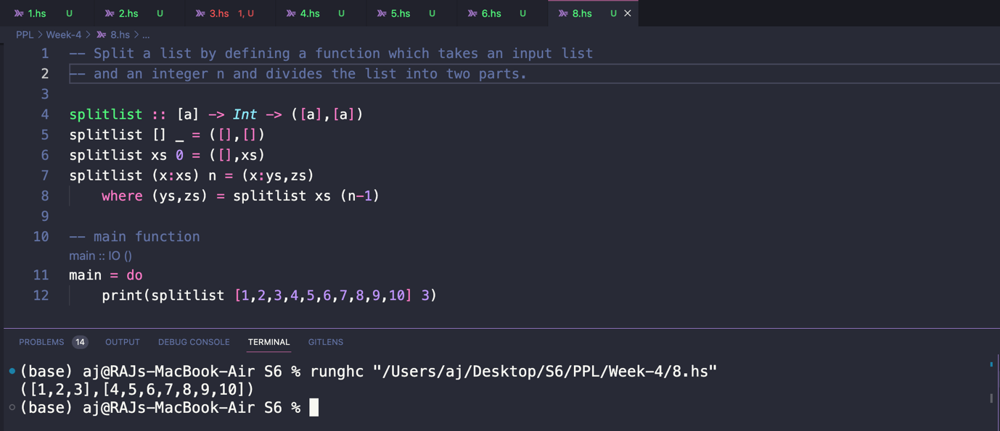 1.hs U 2.hs U 3.hs 1, U 4.hs U 5.hs U 6.hs U 8.hs U
PPL > Week-4 > 8.hs > ...
1 -- Split a list by defining a function which takes an input list
2 -- and an integer n and divides the list into two parts.
3
4 splitlist :: [a] -> Int -> ([a],[a])
5 splitlist [] _ = ([],[])
6 splitlist xs 0 = ([],xs)
7 splitlist (x:xs) n = (x:ys,zs)
8     where (ys,zs) = splitlist xs (n-1)
9
10 -- main function
main :: IO ()
11 main = do
12     print(splitlist [1,2,3,4,5,6,7,8,9,10] 3)
PROBLEMS 14 OUTPUT DEBUG CONSOLE TERMINAL GITLENS
(base) aj@RAJs-MacBook-Air S6 % runghc "/Users/aj/Desktop/S6/PPL/Week-4/8.hs"
([1,2,3],[4,5,6,7,8,9,10])
(base) aj@RAJs-MacBook-Air S6 %